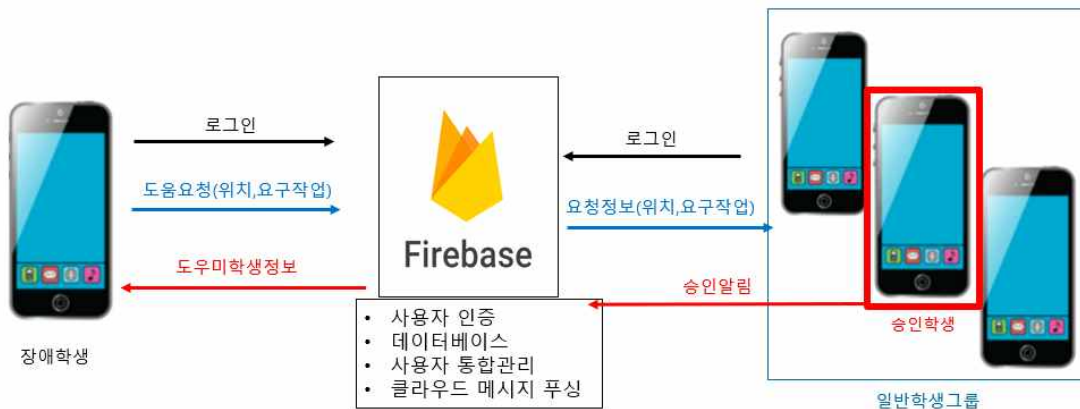 로그인
도움요청(위치,요구작업)
도우미학생정보
장애학생
Firebase
• 사용자 인증
• 데이터베이스
• 사용자 통합관리
• 클라우드 메시지 푸싱
로그인
요청정보(위치,요구작업)
승인알림
승인학생
일반학생그룹